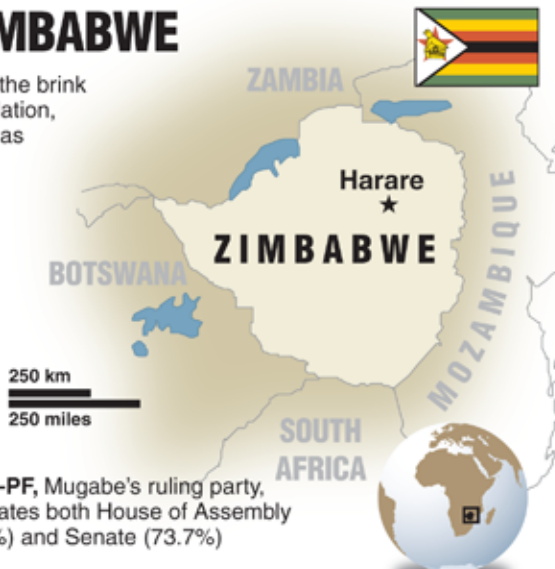 MBABWE
the brink
lation,
as
ZAMBIA
Harare
ZIMBABWE
BOTSWANA
MOZAMBIQUE
250 km
250 miles
SOUTH
AFRICA
-PF, Mugabe's ruling party,
ates both House of Assembly
%) and Senate (73.7%)